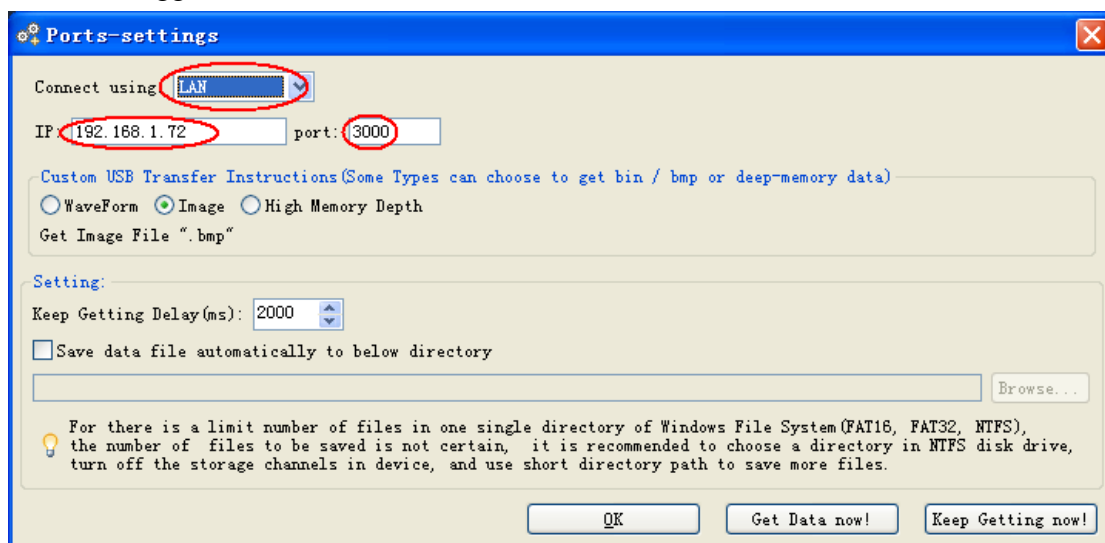 Ports-settings
Connect using: LAN
IP: 192.168.1.72 port: 3000
Custom USB Transfer Instructions(Some Types can choose to get bin / bmp or deep-memory data)
WaveForm Image High Memory Depth
Get Image File ".bmp"
Setting:
Keep Getting Delay(ms): 2000
Save data file automatically to below directory
Browse...
For there is a limit number of files in one single directory of Windows File System(FAT16, FAT32, NTFS),
the number of files to be saved is not certain, it is recommended to choose a directory in NTFS disk drive,
turn off the storage channels in device, and use short directory path to save more files.
OK Get Data now! Keep Getting now!